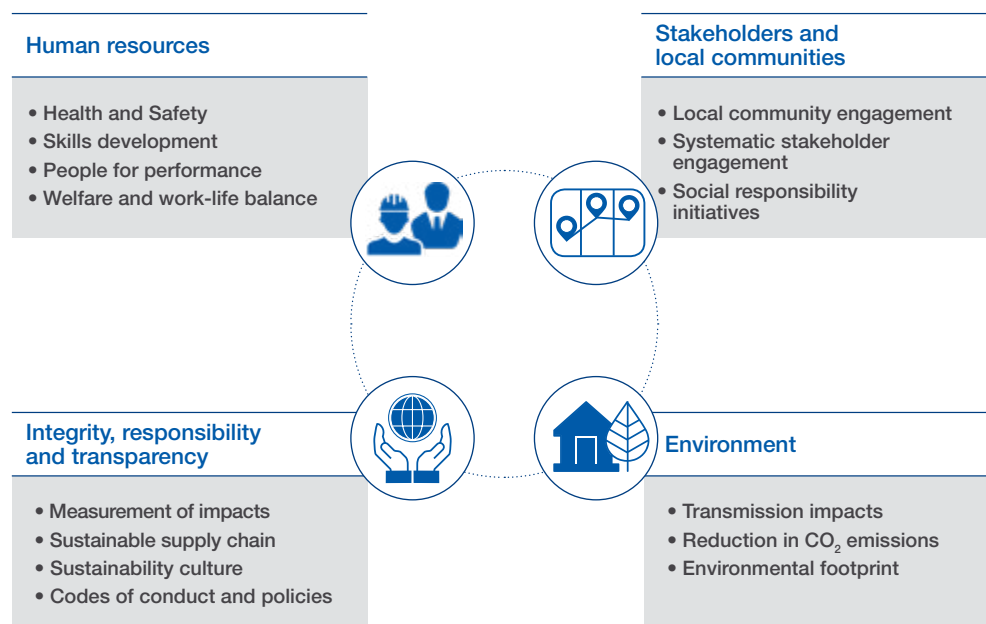 Human resources
• Health and Safety
• Skills development
• People for performance
• Welfare and work-life balance
Stakeholders and
local communities
• Local community engagement
• Systematic stakeholder
engagement
• Social responsibility
initiatives
Integrity, responsibility
and transparency
• Measurement of impacts
• Sustainable supply chain
• Sustainability culture
• Codes of conduct and policies
Environment
• Transmission impacts
• Reduction in CO₂ emissions
• Environmental footprint